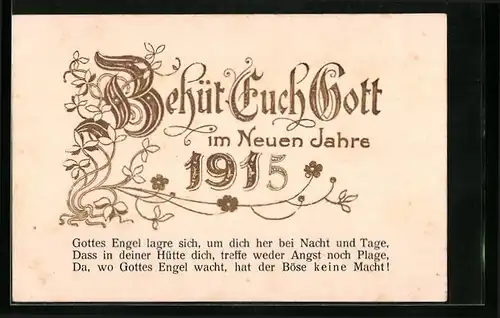 Behüt Euch Gott
im Neuen Jahre
1915
Gottes Engel lagre sich, um dich her bei Nacht und Tage,
Dass in deiner Hütte dich, treffe weder Angst noch Plage,
Da, wo Gottes Engel wacht, hat der Böse keine Macht!